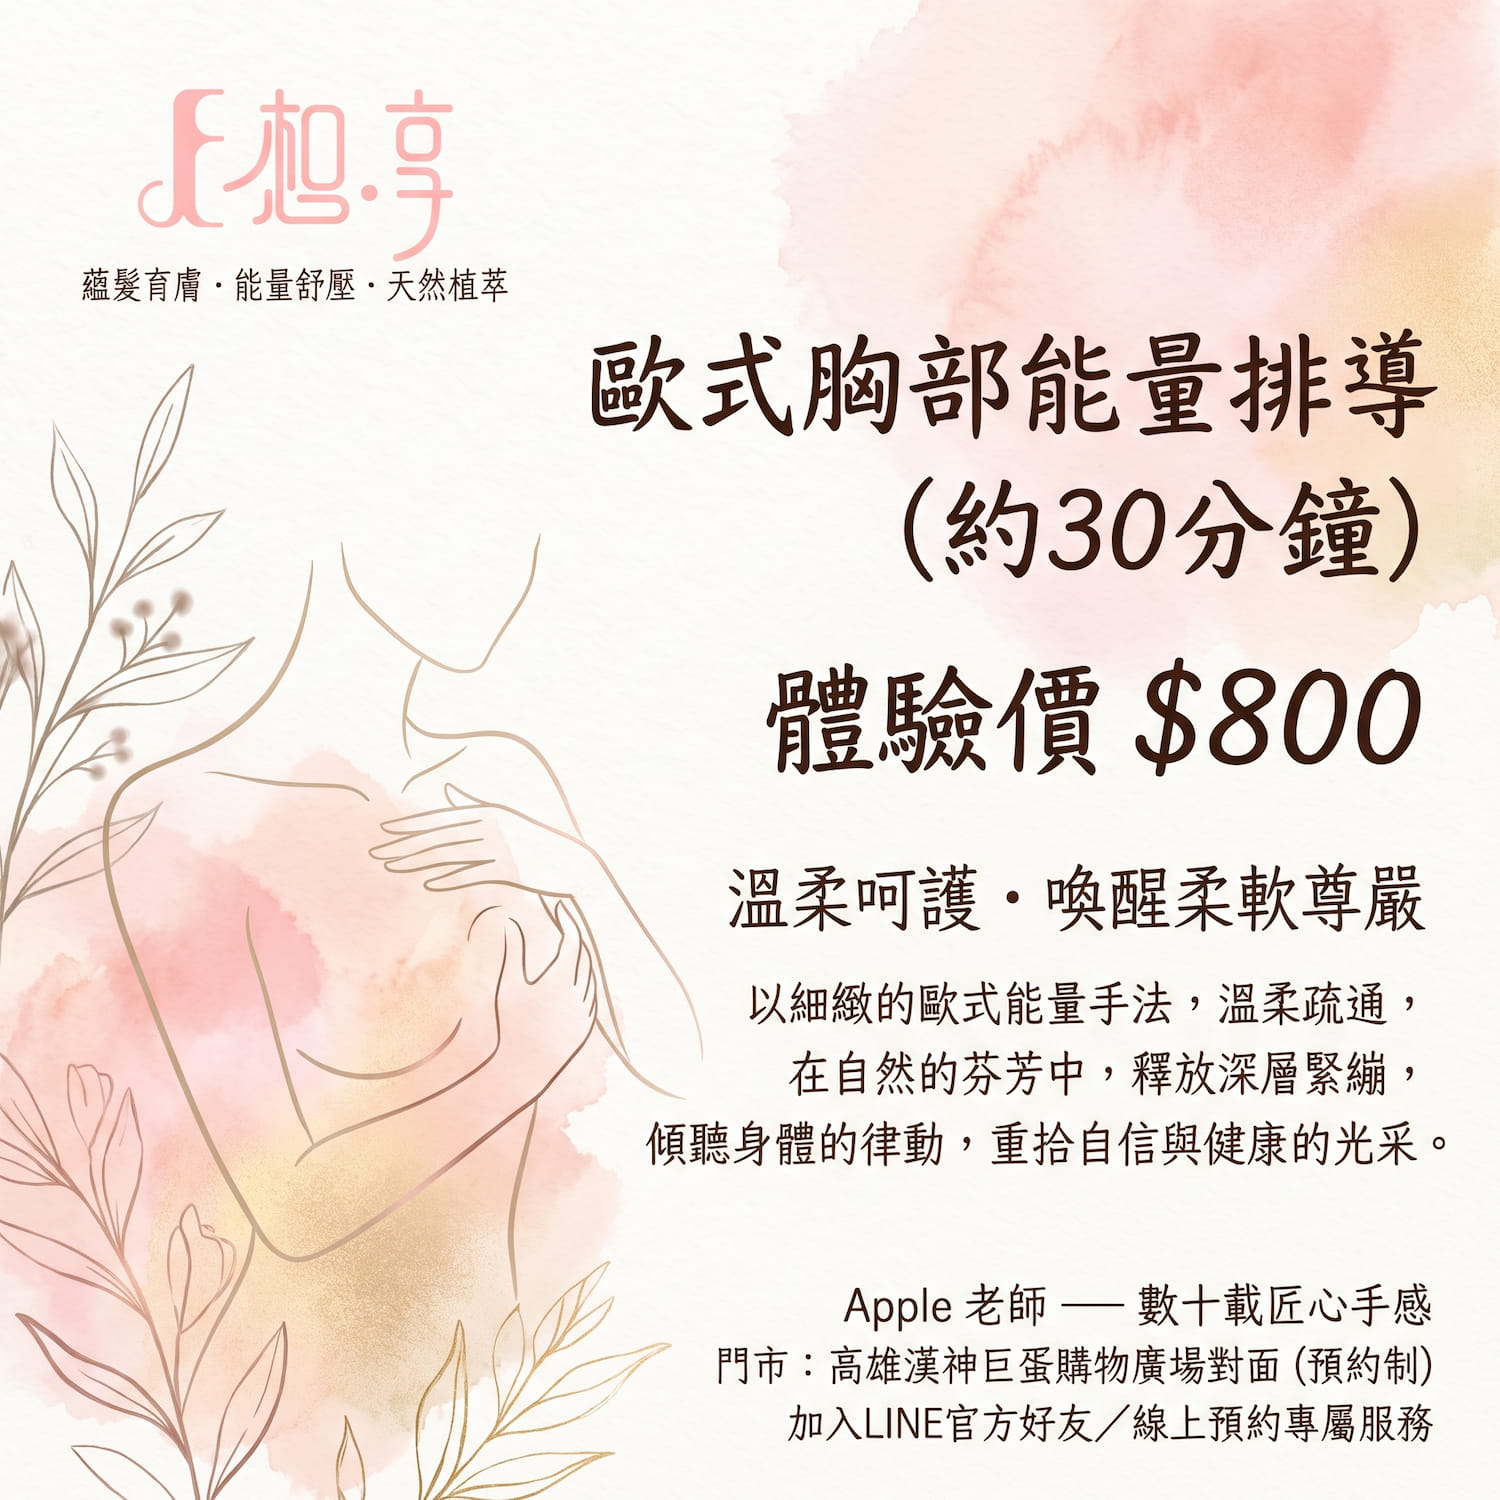 想·享
蘊髮育膚·能量舒壓·天然植萃
歐式胸部能量排導
(約30分鐘)
體驗價 $800
溫柔呵護·喚醒柔軟尊嚴
以細緻的歐式能量手法，溫柔疏通，
在自然的芬芳中，釋放深層緊繃，
傾聽身體的律動，重拾自信與健康的光采。
Apple 老師 —— 數十載匠心手感
門市：高雄漢神巨蛋購物廣場對面 (預約制)
加入LINE官方好友／線上預約專屬服務